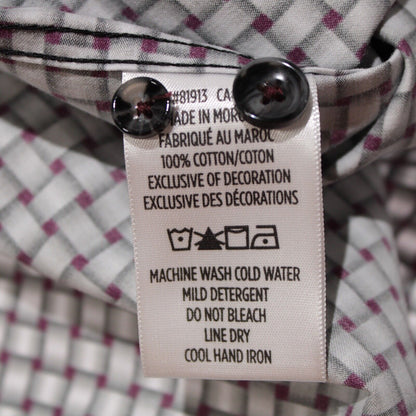 #81913 CA
MADE IN
FABRIQUÉ AU MAROC
100% COTTON/COTON
EXCLUSIVE OF DECORATION
EXCLUSIVE DES DÉCORATIONS
MACHINE WASH COLD WATER
MILD DETERGENT
DO NOT BLEACH
LINE DRY
COOL HAND IRON